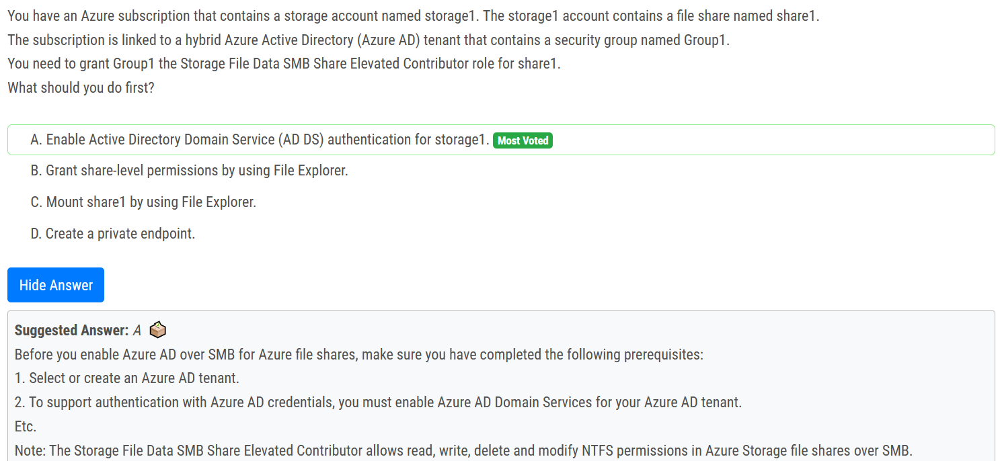 You have an Azure subscription that contains a storage account named storage1. The storage1 account contains a file share named share1.
The subscription is linked to a hybrid Azure Active Directory (Azure AD) tenant that contains a security group named Group1.
You need to grant Group1 the Storage File Data SMB Share Elevated Contributor role for share1.
What should you do first?
A. Enable Active Directory Domain Service (AD DS) authentication for storage1. Most Voted
B. Grant share-level permissions by using File Explorer.
C. Mount share1 by using File Explorer.
D. Create a private endpoint.
Hide Answer
Suggested Answer: A
Before you enable Azure AD over SMB for Azure file shares, make sure you have completed the following prerequisites:
1. Select or create an Azure AD tenant.
2. To support authentication with Azure AD credentials, you must enable Azure AD Domain Services for your Azure AD tenant.
Etc.
Note: The Storage File Data SMB Share Elevated Contributor allows read, write, delete and modify NTFS permissions in Azure Storage file shares over SMB.